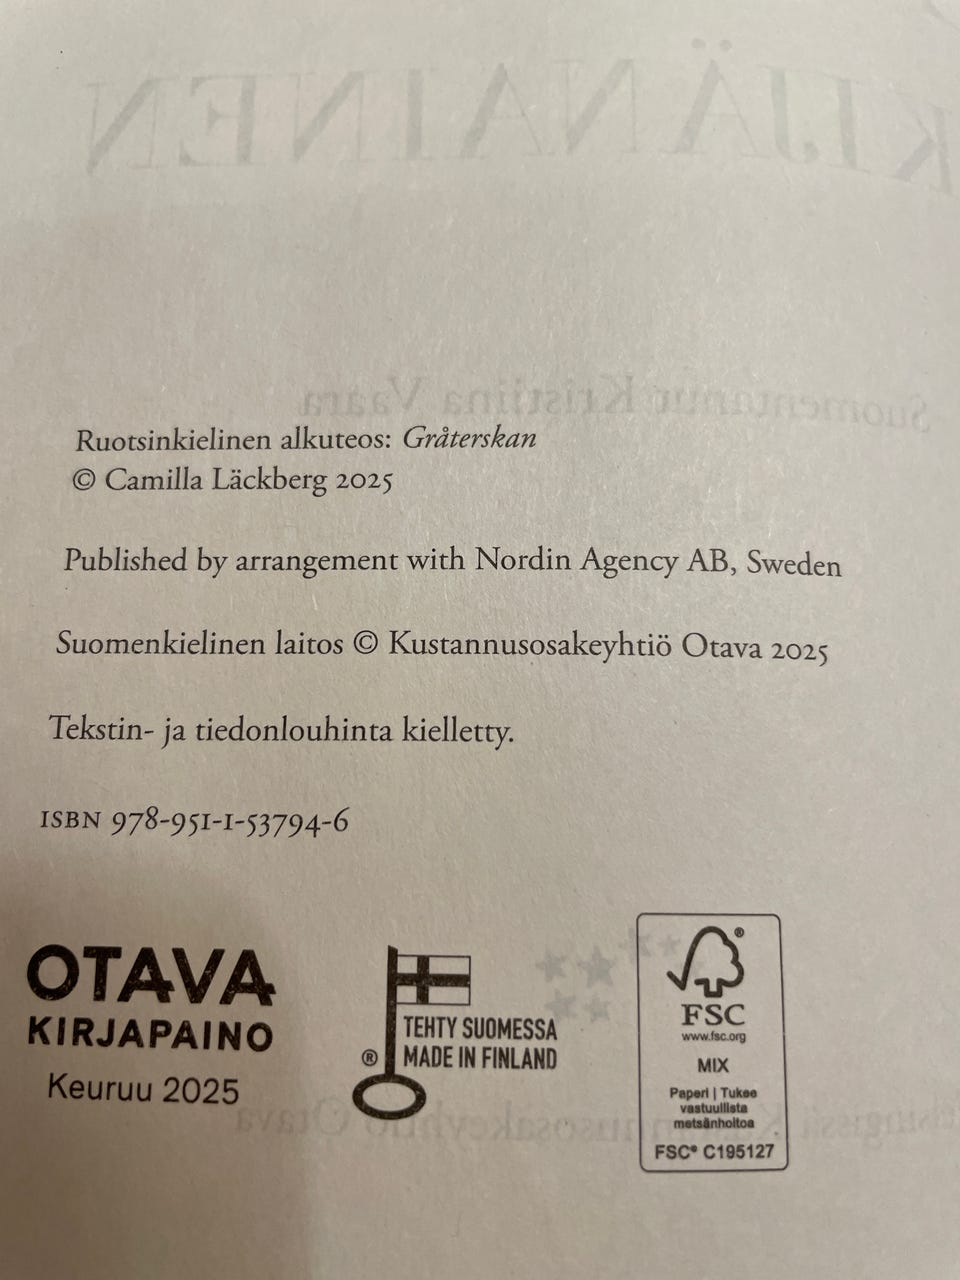 Ruotsinkielinen alkuteos: Gråterskan
© Camilla Läckberg 2025
Published by arrangement with Nordin Agency AB, Sweden
Suomenkielinen laitos © Kustannusosakeyhtiö Otava 2025
Tekstin- ja tiedonlouhinta kielletty.
ISBN 978-951-1-53794-6
OTAVA
KIRJAPAINO
Keuruu 2025
TEHTY SUOMESSA
® MADE IN FINLAND
®
FSC
www.fsc.org
MIX
Paperi | Tukee
vastuullista
metsänhoitoa
FSC® C195127